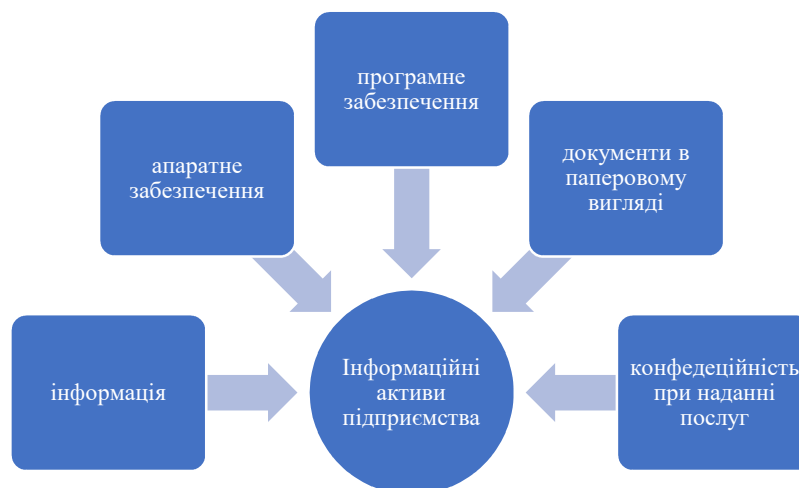 програмне
забезпечення
апаратне
забезпечення
документи в
паперовому
вигляді
інформація
Інформаційні
активи
підприємства
конфедеційність
при наданні
послуг